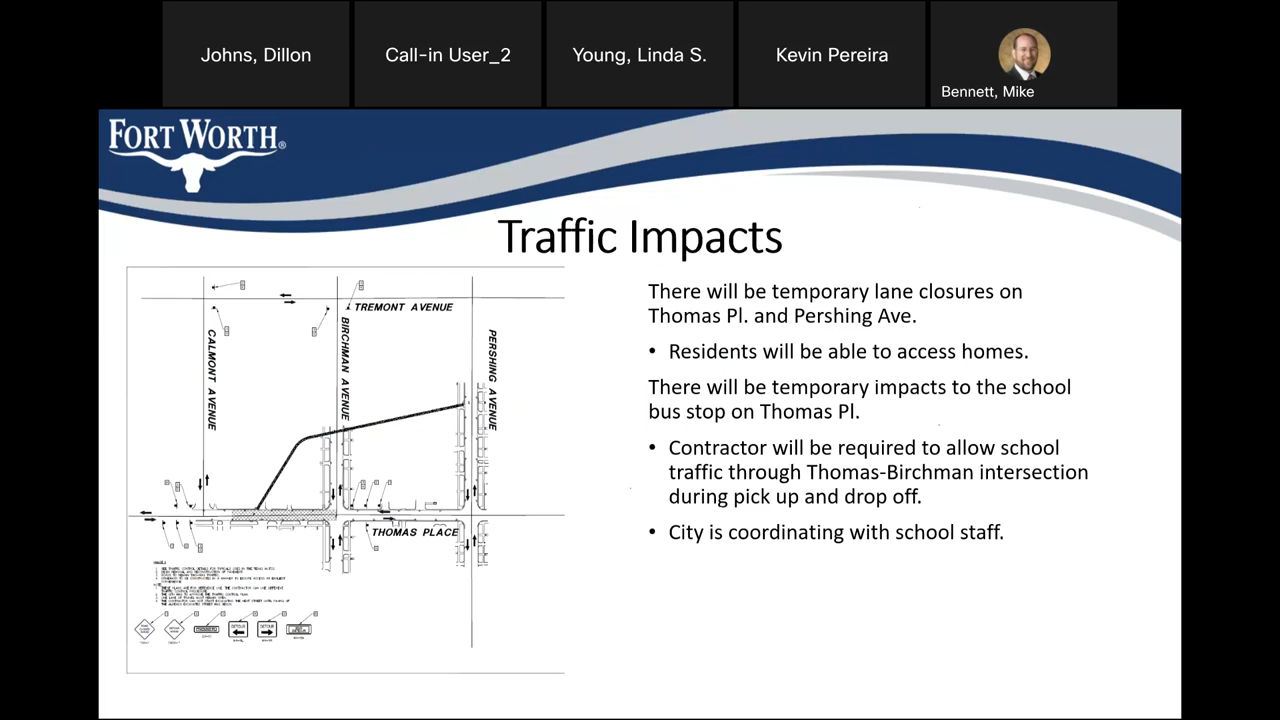 Johns, Dillon
Call-in User_2
Young, Linda S.
Kevin Pereira
Bennett, Mike
FORT WORTH®
Traffic Impacts
There will be temporary lane closures on
Thomas Pl. and Pershing Ave.
• Residents will be able to access homes.
There will be temporary impacts to the school
bus stop on Thomas Pl.
• Contractor will be required to allow school
traffic through Thomas-Birchman intersection
during pick up and drop off.
• City is coordinating with school staff.
TREMONT AVENUE
CALMONT AVENUE
BIRCHMAN AVENUE
PERSHING AVENUE
THOMAS PLACE
DETOUR
DETOUR